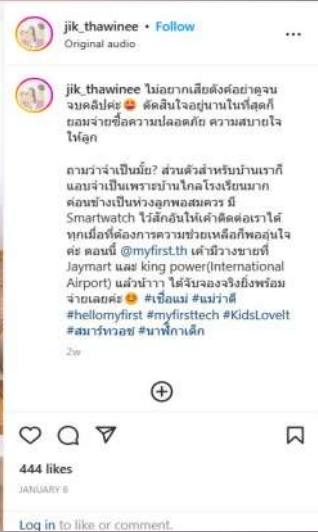 jik_thawinee • Follow
Original audio
jik_thawinee ไม่อยากเสียตังค์อย่าดูจน
จบคลิปค่ะ🤩 ตัดสินใจอยู่นานในที่สุดก็
ยอมจ่ายซื้อความปลอดภัย ความสบายใจ
ให้ลูก
ถามว่าจำเป็นมั้ย? ส่วนตัวสำหรับบ้านเราก็
แอบจำเป็นเพราะบ้านไกลโรงเรียนมาก
ค่อนข้างเป็นห่วงลูกพอสมควร มี
Smartwatch ไว้สักอันให้เค้าติดต่อเราได้
ทุกเมื่อที่ต้องการความช่วยเหลือก็พออุ่นใจ
ค่ะ ตอนนี้ @myfirst.th เค้ามีวางขายที่
Jaymart และ king power(International
Airport) แล้วน้าาา ได้จับจองจริงยิ่งพร้อม
จ่ายเลยค่ะ😊 #เชื่อแม่ #แม่ว่าดี
#hellomyfirst #myfirsttech #KidsLoveIt
#สมาร์ทวอช #นาฬิกาเด็ก
2w
444 likes
JANUARY 6
Log in to like or comment.